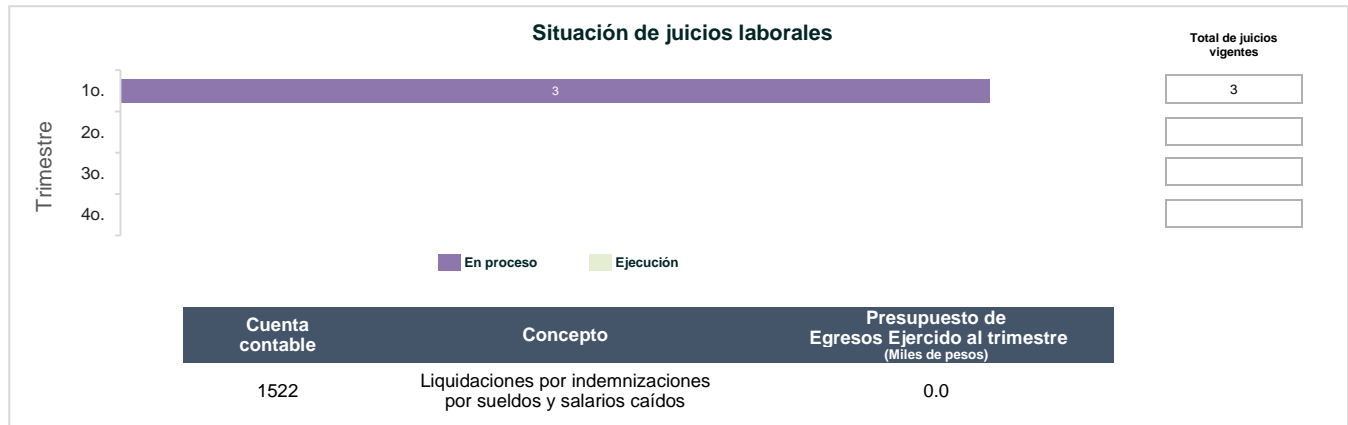 Situación de juicios laborales
Total de juicios
vigentes
Trimestre
1o.
3
3
2o.
3o.
4o.
En proceso
Ejecución
Cuenta
contable
Concepto
Presupuesto de
Egresos Ejercido al trimestre
(Miles de pesos)
1522
Liquidaciones por indemnizaciones
por sueldos y salarios caídos
0.0